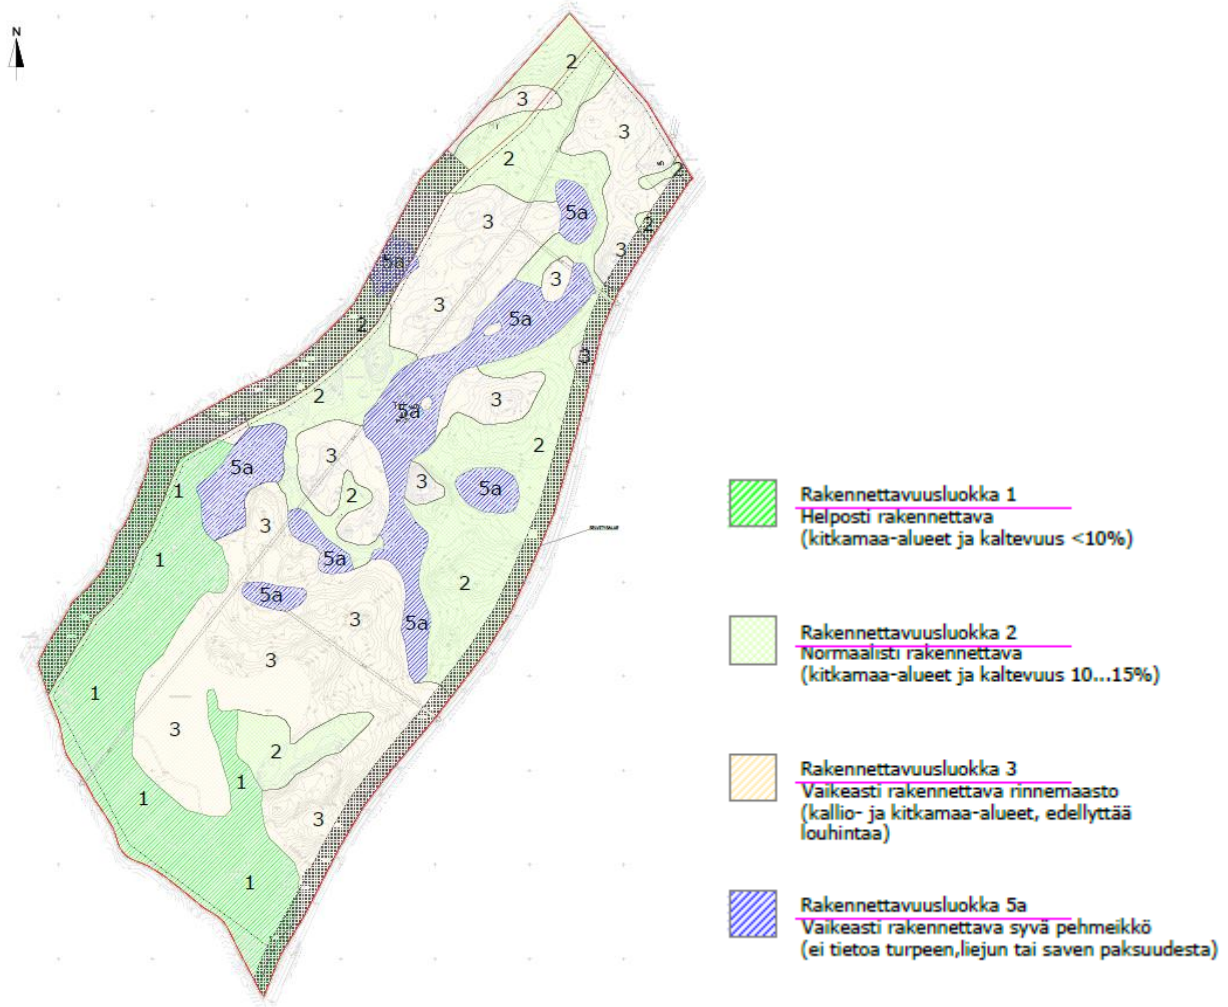 N
2
3
3
2
2
5a
3
2
3
5a
3
3
5a
2
3
2
3
5a
2
3
5a
3
1
2
5a
3
1
5a
2
5a
3
5a
3
1
3
2
1
1
3
1
Rakennettavuusluokka 1
Helposti rakennettava
(kitkamaa-alueet ja kaltevuus <10%)
Rakennettavuusluokka 2
Normaalisti rakennettava
(kitkamaa-alueet ja kaltevuus 10...15%)
Rakennettavuusluokka 3
Vaikeasti rakennettava rinnemaasto
(kallio- ja kitkamaa-alueet, edellyttää
louhintaa)
Rakennettavuusluokka 5a
Vaikeasti rakennettava syvä pehmeikkö
(ei tietoa turpeen,liejun tai saven paksuudesta)